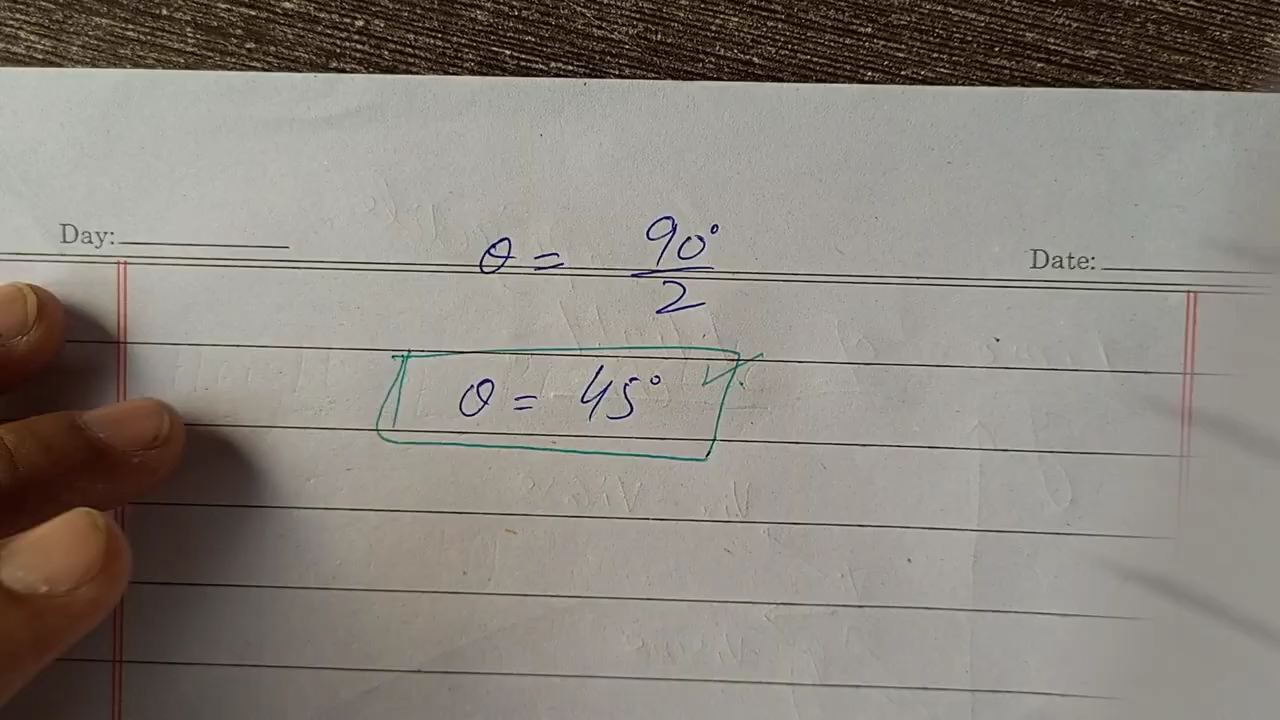 Day:
θ = 90°/2
Date:
θ = 45°